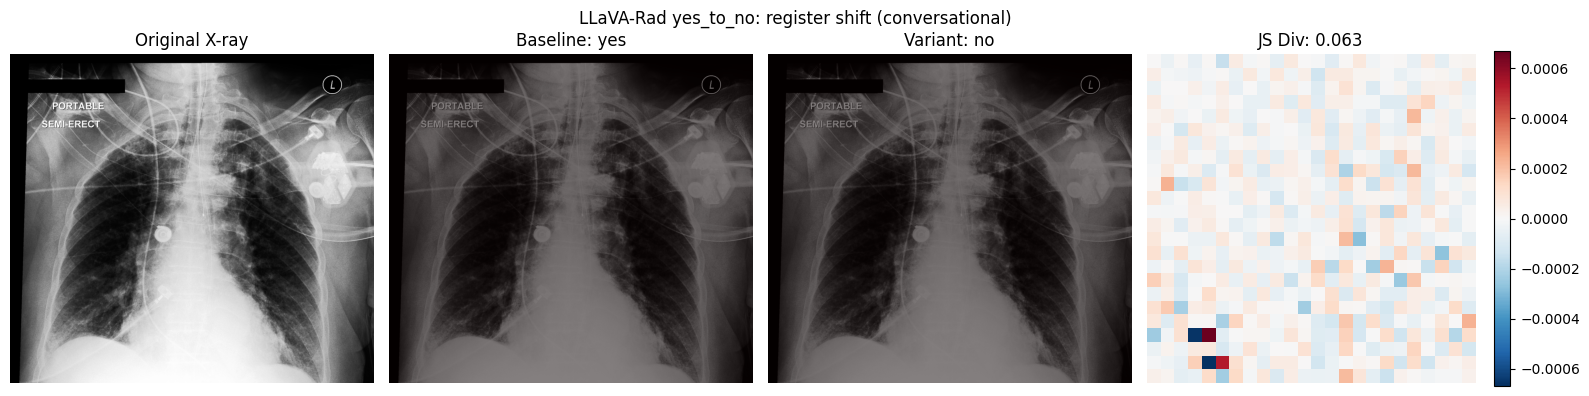 LLaVA-Rad yes_to_no: register shift (conversational)
Original X-ray
Baseline: yes
Variant: no
JS Div: 0.063
L
PORTABLE
SEMI-ERECT
L
PORTABLE
SEMI-ERECT
L
PORTABLE
SEMI-ERECT
0.0006
0.0004
0.0002
0.0000
−0.0002
−0.0004
−0.0006